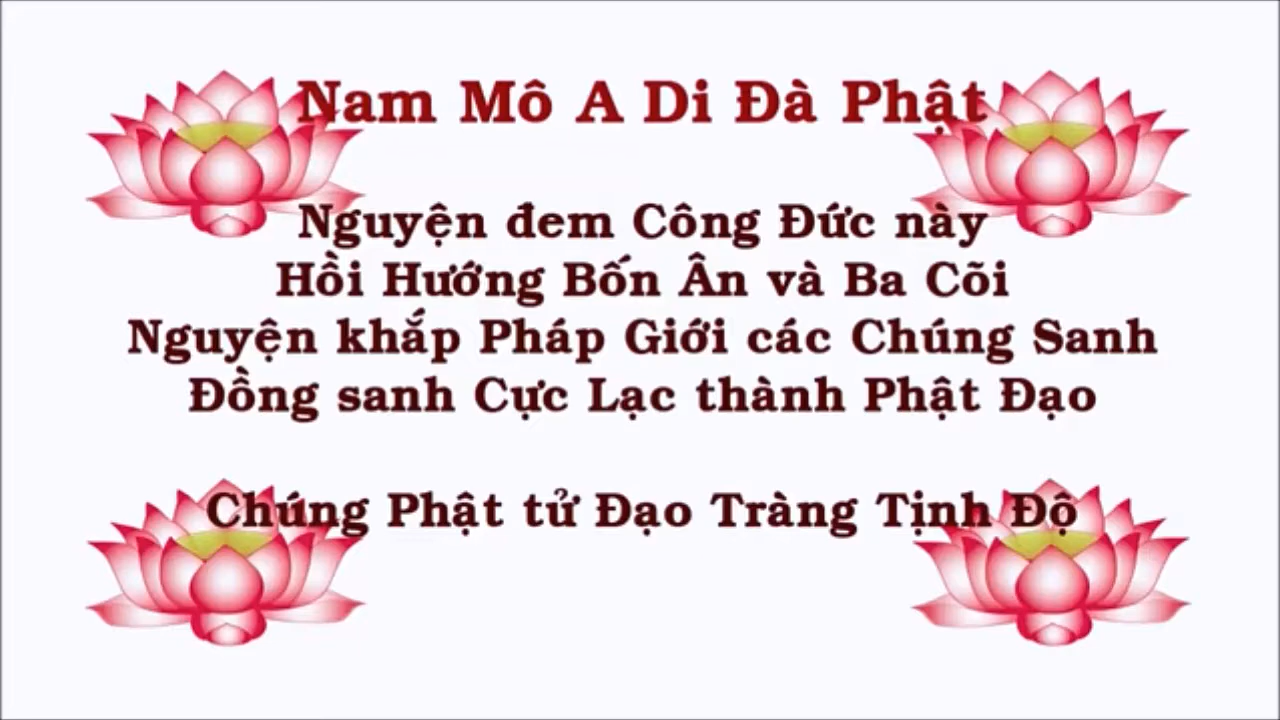 Nam Mô A Di Đà Phật
Nguyện đem Công Đức này
Hồi Hướng Bốn Ân và Ba Cõi
Nguyện khắp Pháp Giới các Chúng Sanh
Đồng sanh Cực Lạc thành Phật Đạo
Chúng Phật tử Đạo Tràng Tịnh Độ